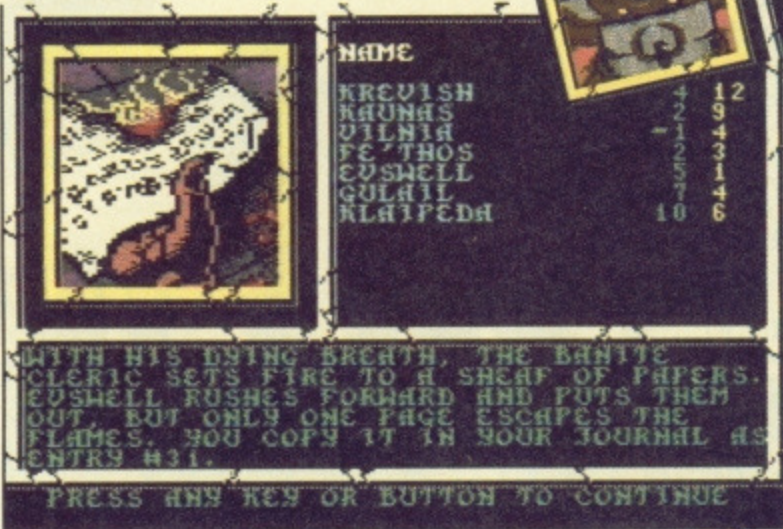 NAME
KREVISH 4 12
KAUNAS 2 9
VILNIA -1 4
FE'THOS 2 3
EVSWELL 5 1
GULAIL 7 4
KLAIPEDA 10 6
WITH HIS DYING BREATH, THE BANITE
CLERIC SETS FIRE TO A SHEAF OF PAPERS.
EVSWELL RUSHES FORWARD AND PUTS THEM
OUT, BUT ONLY ONE PAGE ESCAPES THE
FLAMES. YOU COPY IT IN YOUR JOURNAL AS
ENTRY #31.
PRESS ANY KEY OR BUTTON TO CONTINUE